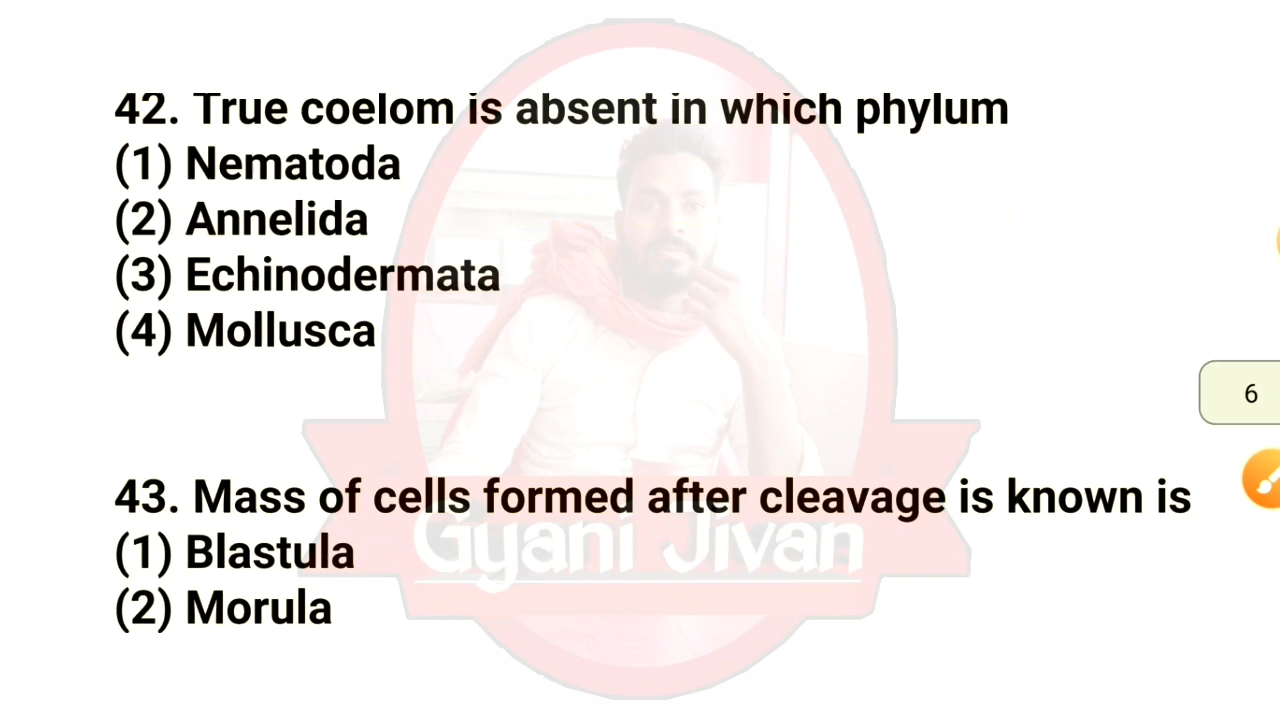 42. True coelom is absent in which phylum
(1) Nematoda
(2) Annelida
(3) Echinodermata
(4) Mollusca
6
43. Mass of cells formed after cleavage is known is
Gyani Jivan
(1) Blastula
(2) Morula